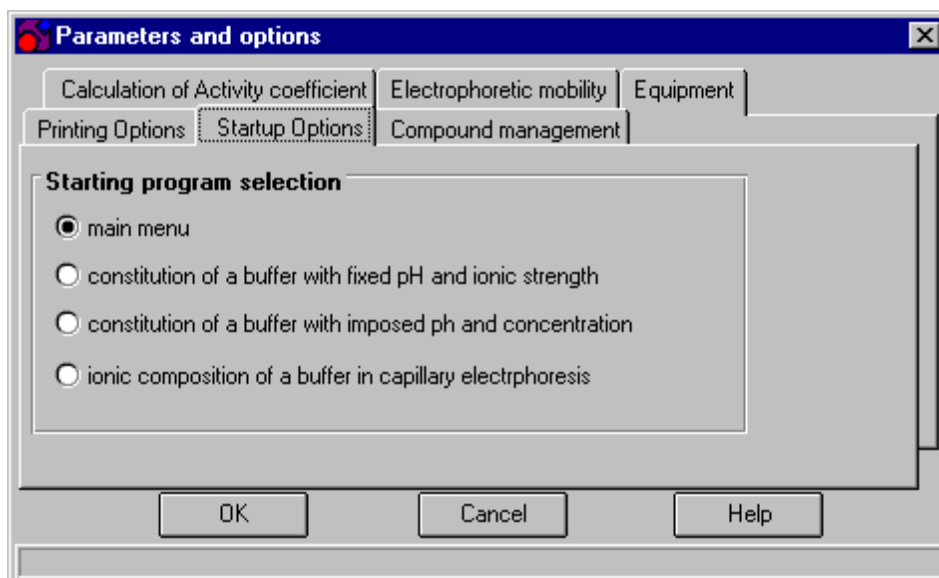 Parameters and options
Calculation of Activity coefficient Electrophoretic mobility Equipment
Printing Options Startup Options Compound management
Starting program selection
main menu
constitution of a buffer with fixed pH and ionic strength
constitution of a buffer with imposed ph and concentration
ionic composition of a buffer in capillary electrphoresis
OK Cancel Help